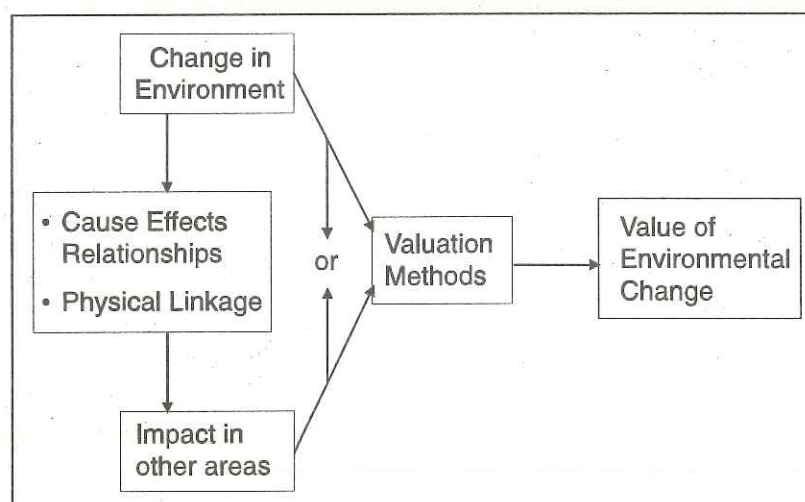 Change in
Environment
• Cause Effects
Relationships
• Physical Linkage
or
Valuation
Methods
Value of
Environmental
Change
Impact in
other areas